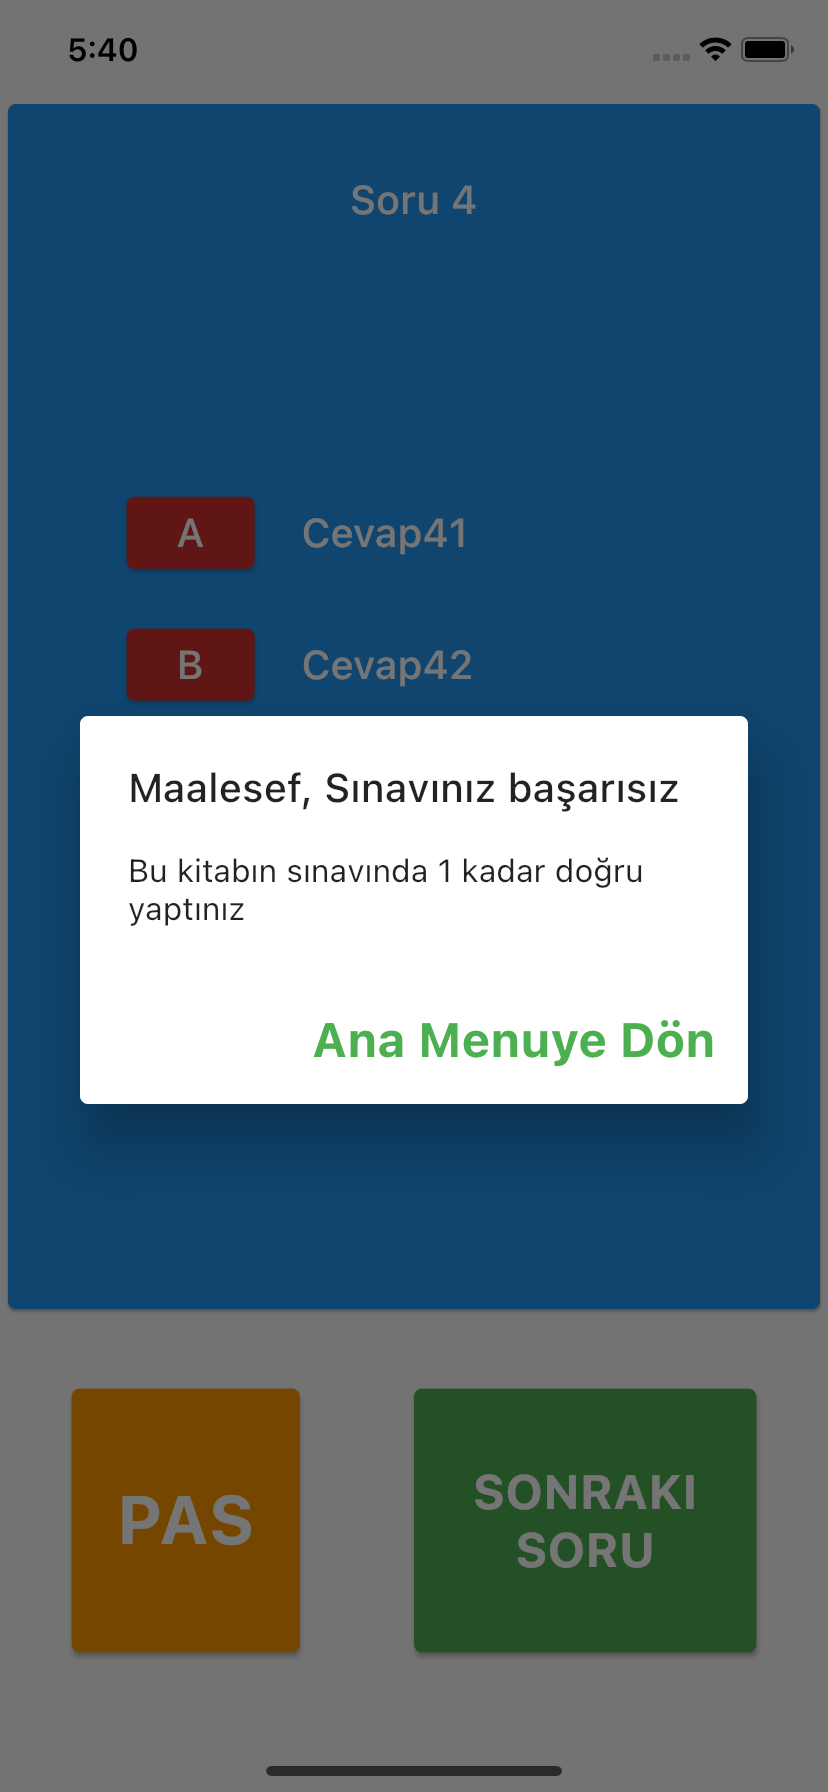 5:40
Soru 4
A Cevap41
B Cevap42
Maalesef, Sınavınız başarısız
Bu kitabın sınavında 1 kadar doğru
yaptınız
Ana Menuye Dön
PAS
SONRAKI
SORU